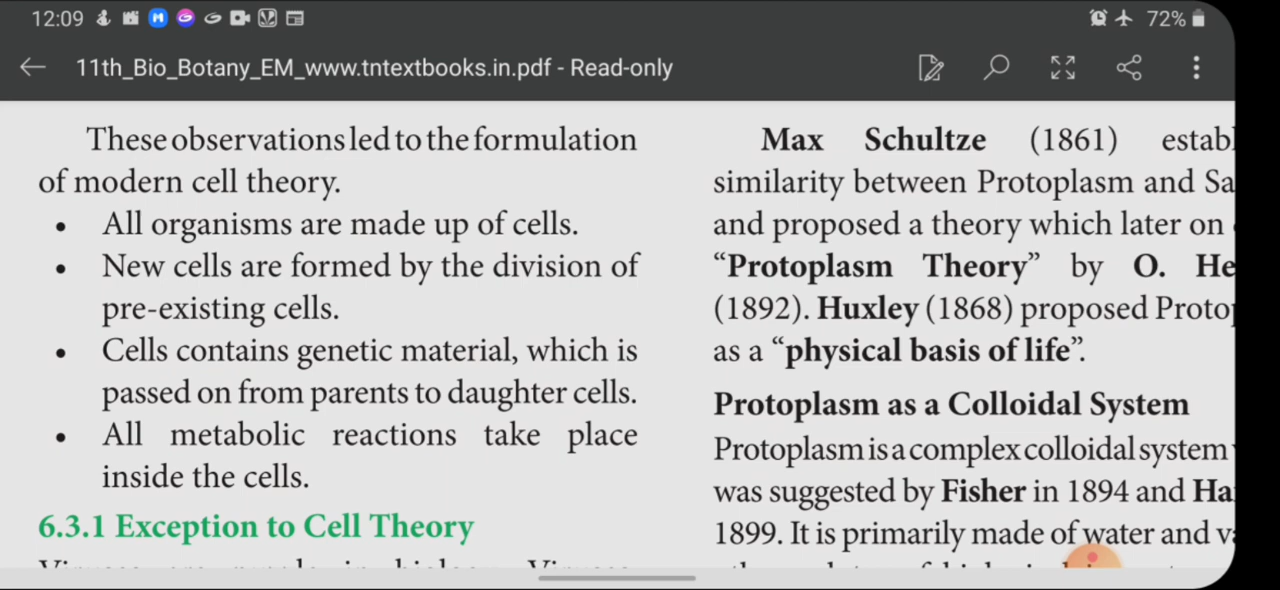 12:09
72%
11th_Bio_Botany_EM_www.tntextbooks.in.pdf - Read-only
These observations led to the formulation
of modern cell theory.
• All organisms are made up of cells.
• New cells are formed by the division of
pre-existing cells.
• Cells contains genetic material, which is
passed on from parents to daughter cells.
• All metabolic reactions take place
inside the cells.
6.3.1 Exception to Cell Theory
Max Schultze (1861) establ
similarity between Protoplasm and Sa
and proposed a theory which later on
“Protoplasm Theory” by O. He
(1892). Huxley (1868) proposed Proto
as a “physical basis of life”.
Protoplasm as a Colloidal System
Protoplasm is a complex colloidal system
was suggested by Fisher in 1894 and Ha
1899. It is primarily made of water and